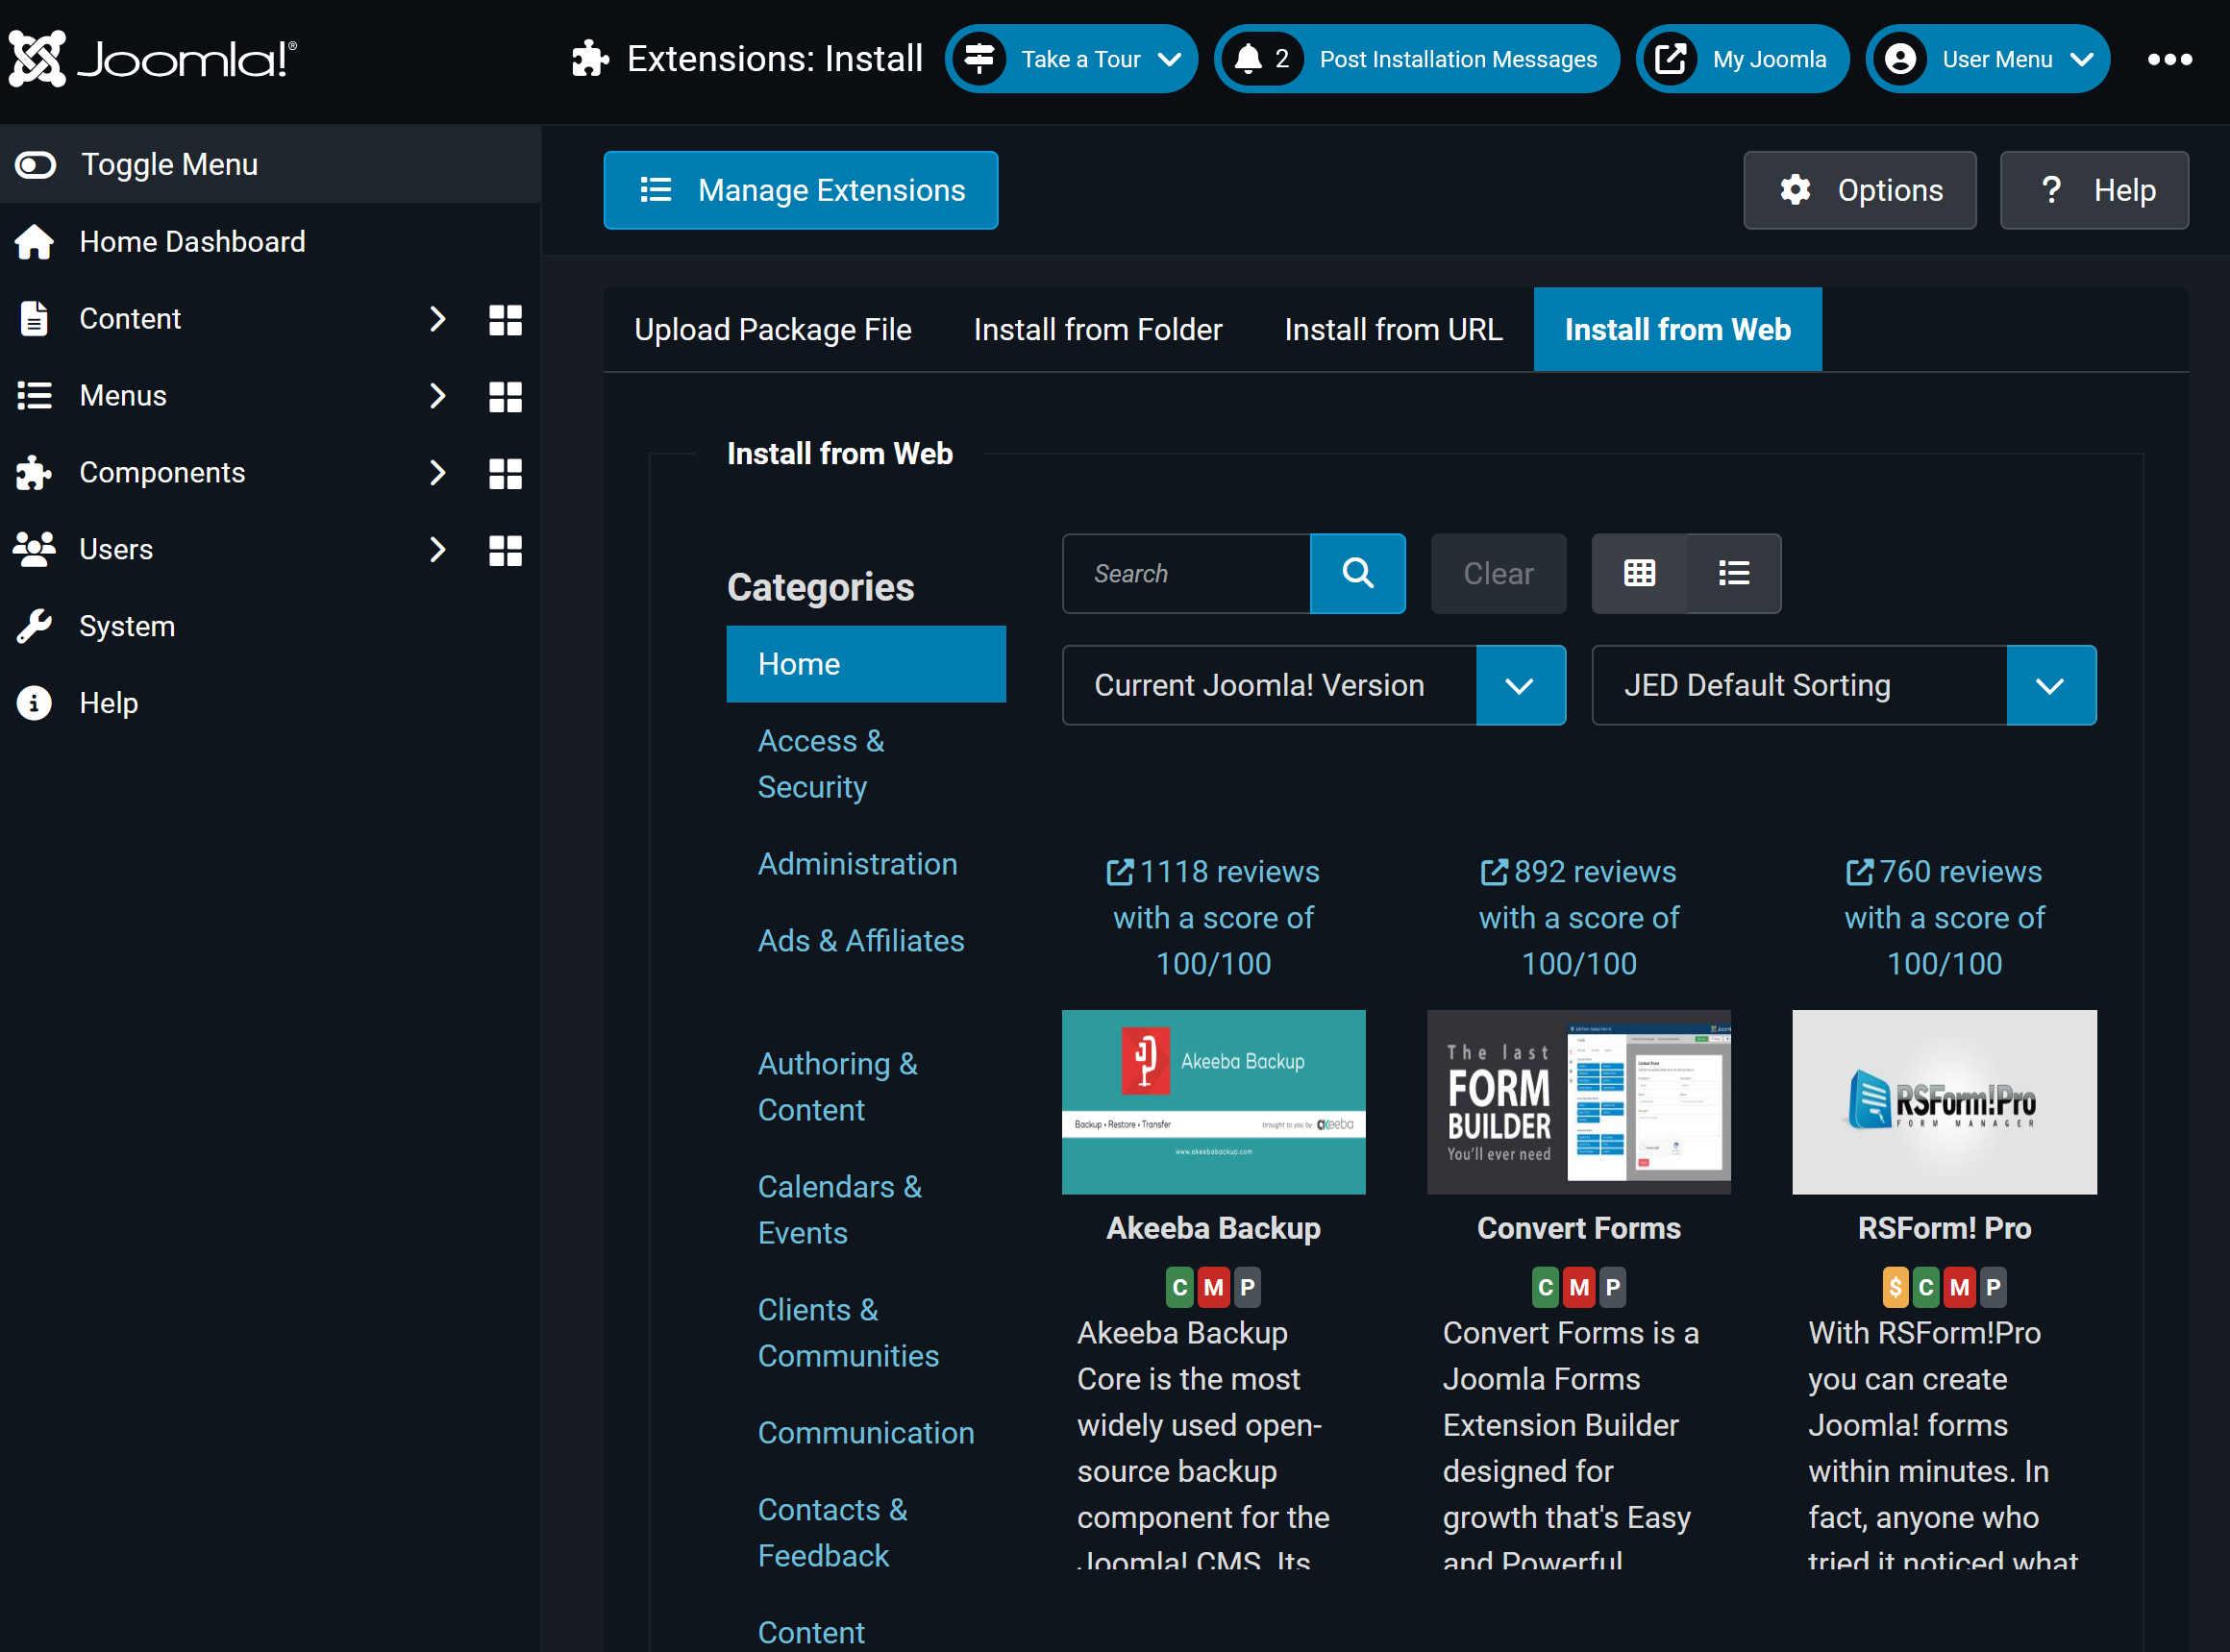 Joomla!®
Extensions: Install
Take a Tour
2 Post Installation Messages
My Joomla
User Menu
Toggle Menu
Home Dashboard
Content
Menus
Components
Users
System
Help
Manage Extensions
Options
? Help
Upload Package File
Install from Folder
Install from URL
Install from Web
Install from Web
Categories
Home
Access &
Security
Administration
Ads & Affiliates
Authoring &
Content
Calendars &
Events
Clients &
Communities
Communication
Contacts &
Feedback
Content
Search
Clear
Current Joomla! Version
JED Default Sorting
1118 reviews
with a score of
100/100
Akeeba Backup
Backup • Restore • Transfer
brought to you by akeeba
www.akeebabackup.com
Akeeba Backup
C M P
Akeeba Backup
Core is the most
widely used open-
source backup
component for the
Joomla! CMS. Its
892 reviews
with a score of
100/100
The last
FORM
BUILDER
You'll ever need
Convert Forms
C M P
Convert Forms is a
Joomla Forms
Extension Builder
designed for
growth that's Easy
and Powerful
760 reviews
with a score of
100/100
RSForm!Pro
FORM MANAGER
RSForm! Pro
$ C M P
With RSForm!Pro
you can create
Joomla! forms
within minutes. In
fact, anyone who
tried it noticed what